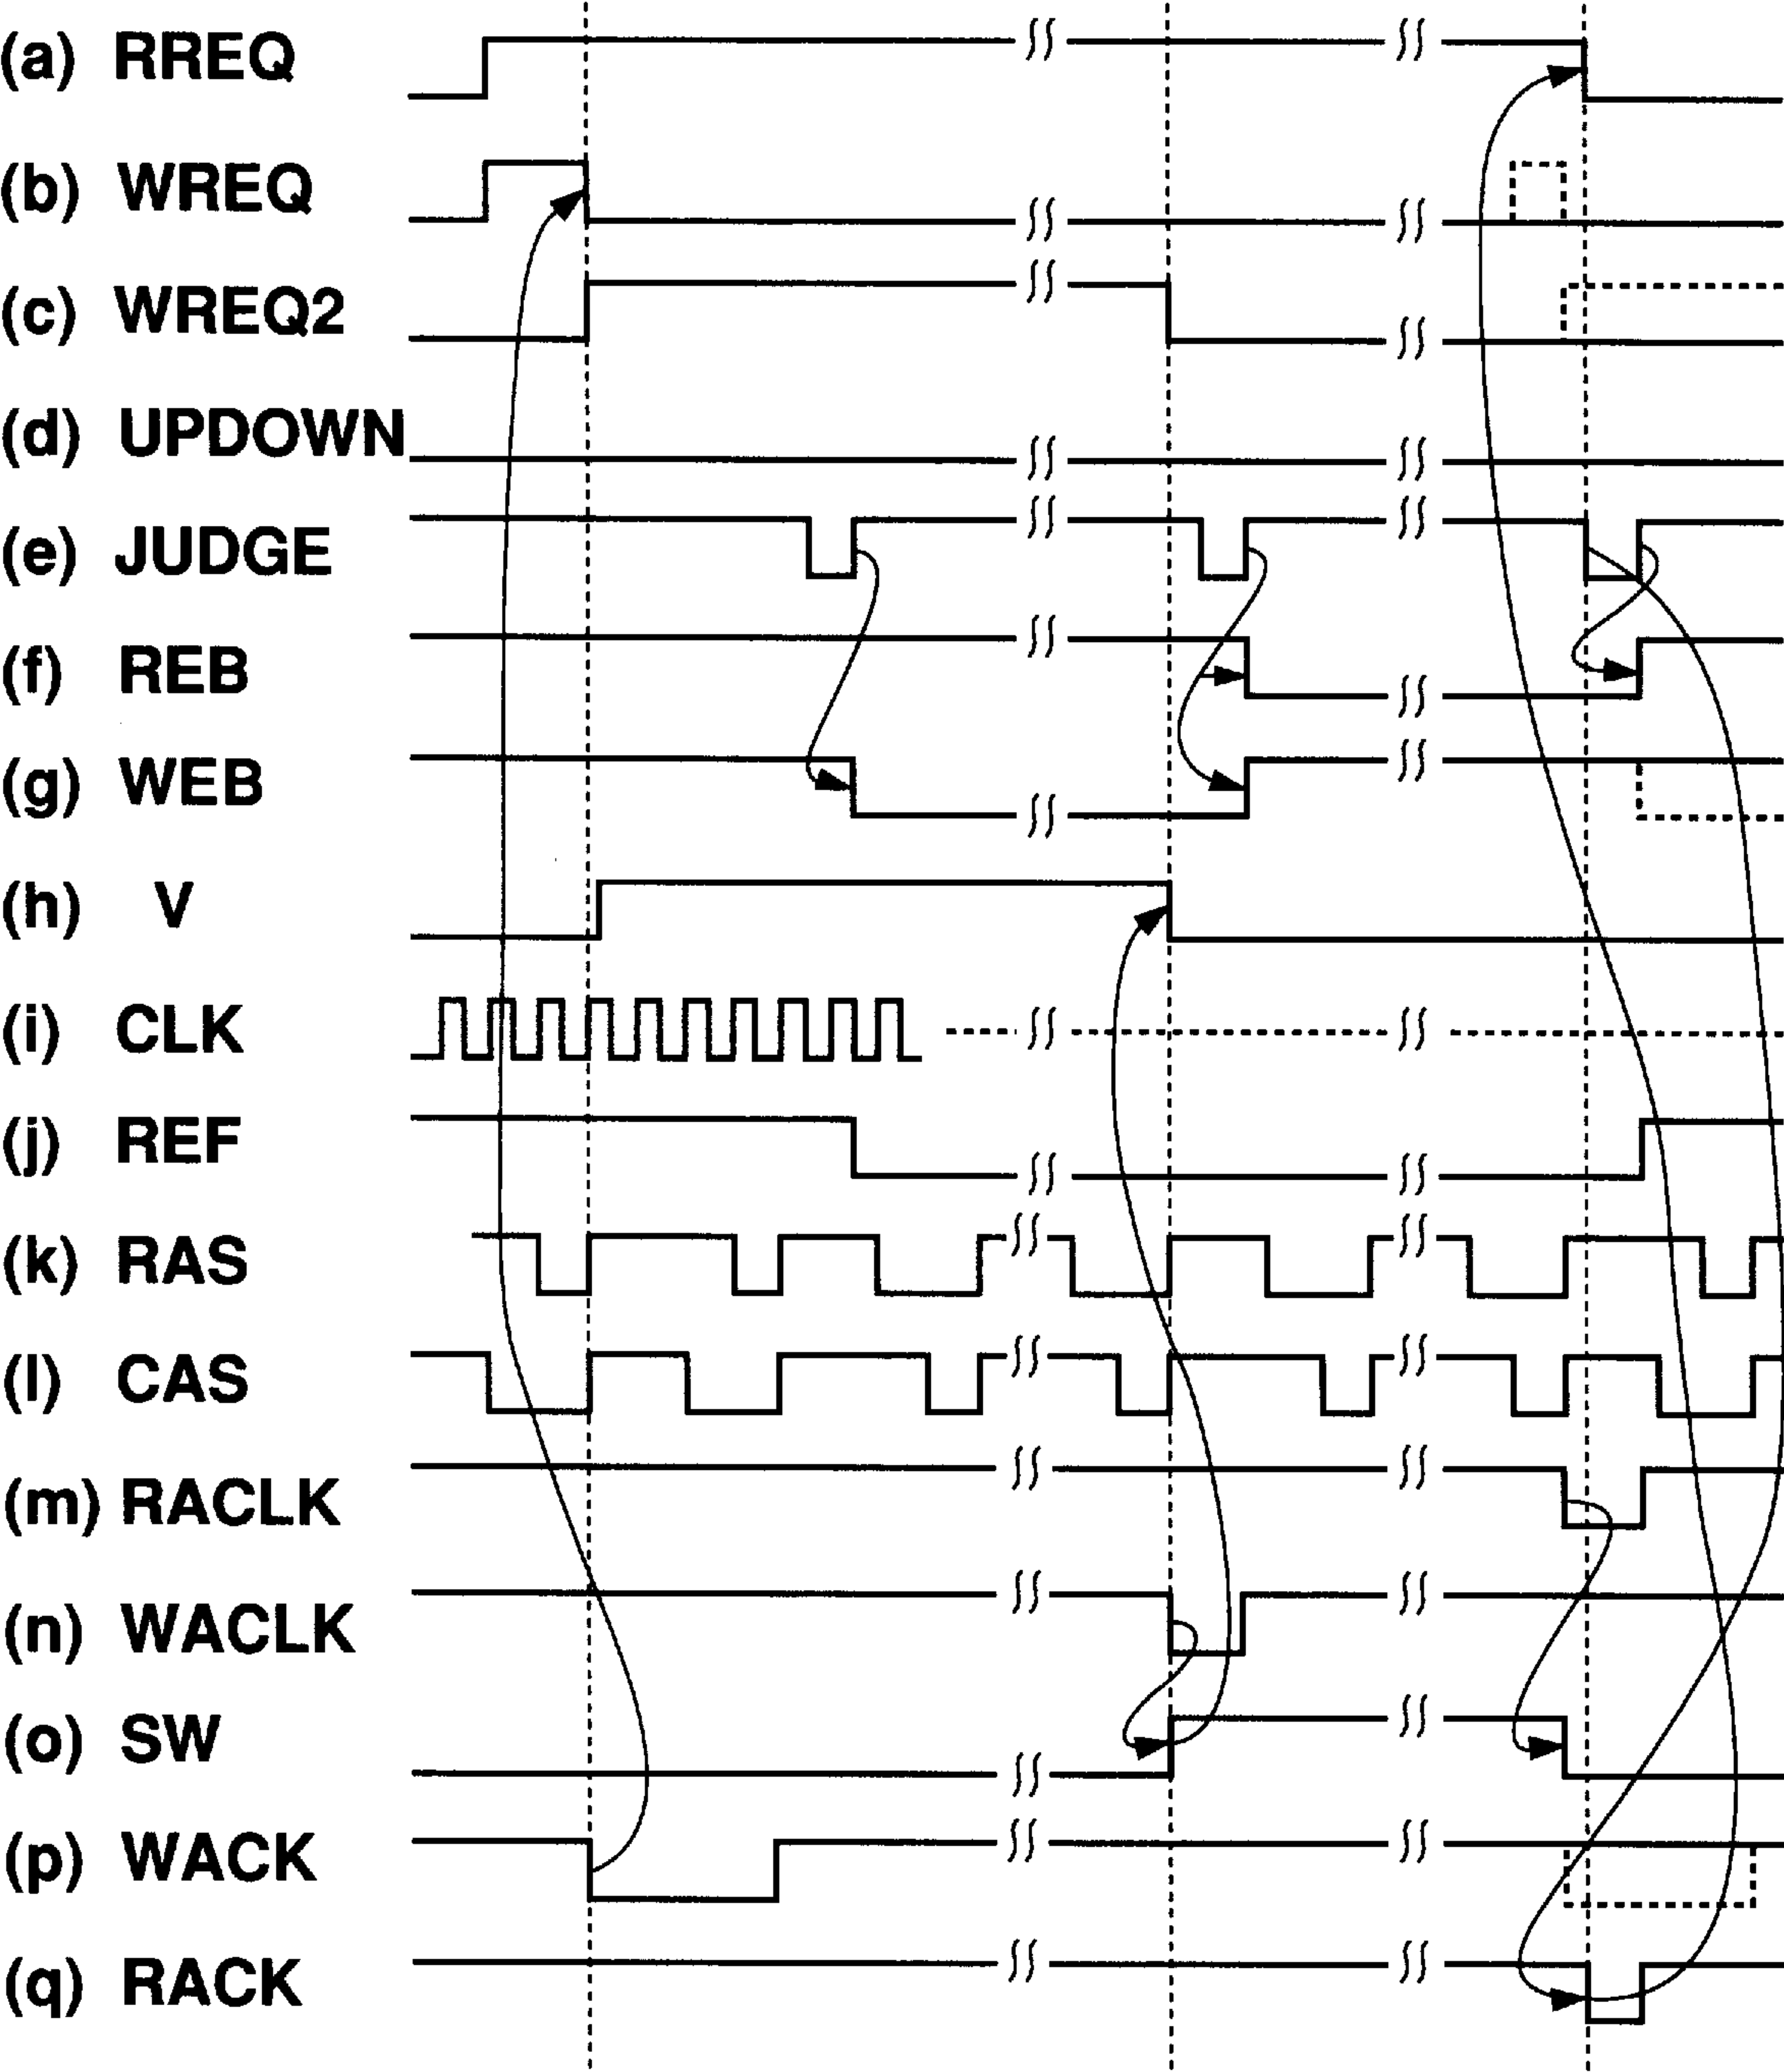 (a) RREQ
(b) WREQ
(c) WREQ2
(d) UPDOWN
(e) JUDGE
(f) REB
(g) WEB
(h) V
(i) CLK
(j) REF
(k) RAS
(l) CAS
(m) RACLK
(n) WACLK
(o) SW
(p) WACK
(q) RACK